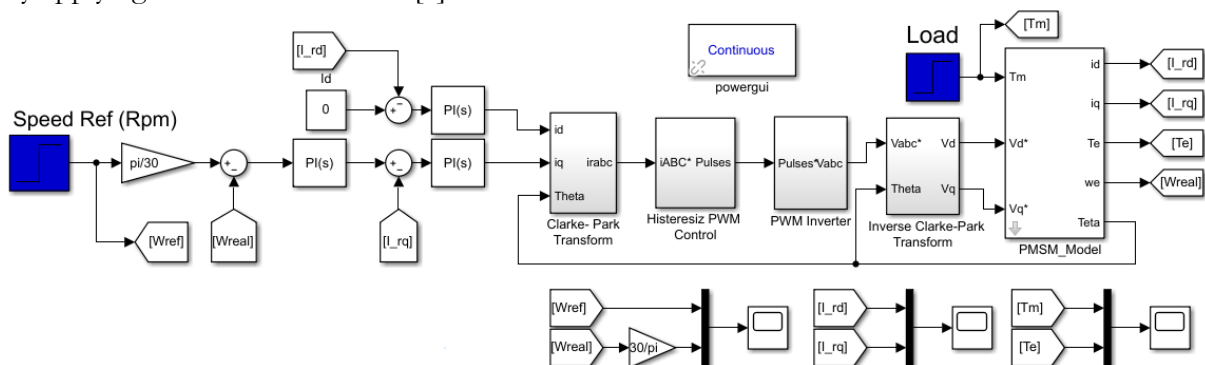 [I_rd]
Id
0
PI(s)
Speed Ref (Rpm)
pi/30
PI(s)
PI(s)
[Wref]
[Wreal]
[I_rq]
id
iq
irabc
Theta
Clarke- Park
Transform
iABC* Pulses
Histeresiz PWM
Control
Continuous
powergui
Pulses*Vabc
PWM Inverter
Vabc*
Vd
Theta
Vq
Inverse Clarke-Park
Transform
Load
[Tm]
Tm
Vd*
Vq*
id
iq
Te
we
Teta
PMSM_Model
[I_rd]
[I_rq]
[Te]
[Wreal]
[Wref]
[Wreal]
30/pi
[I_rd]
[I_rq]
[Tm]
[Te]